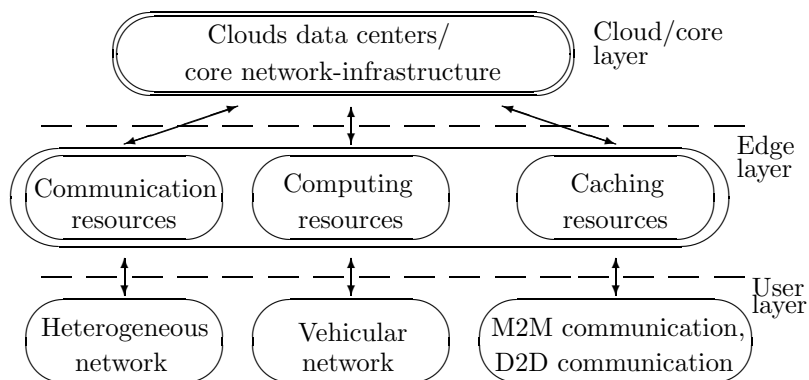 Clouds data centers/
core network-infrastructure
Cloud/core
layer
Edge
layer
Communication
resources
Computing
resources
Caching
resources
User
layer
Heterogeneous
network
Vehicular
network
M2M communication,
D2D communication